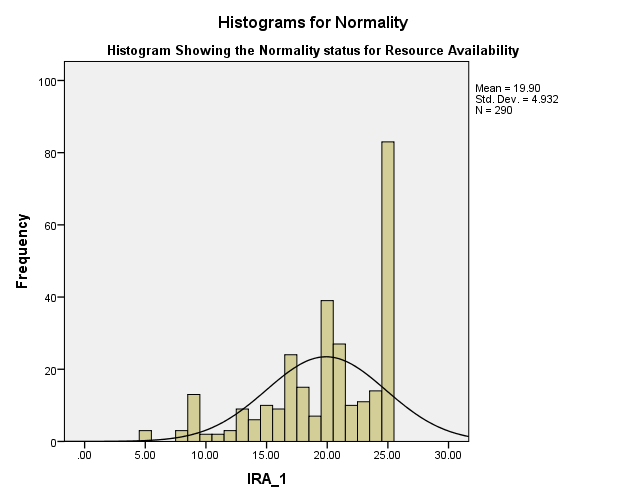 Histograms for Normality
Histogram Showing the Normality status for Resource Availability
Mean = 19.90
Std. Dev. = 4.932
N = 290
100
80
60
40
20
0
Frequency
.00 5.00 10.00 15.00 20.00 25.00 30.00
IRA_1